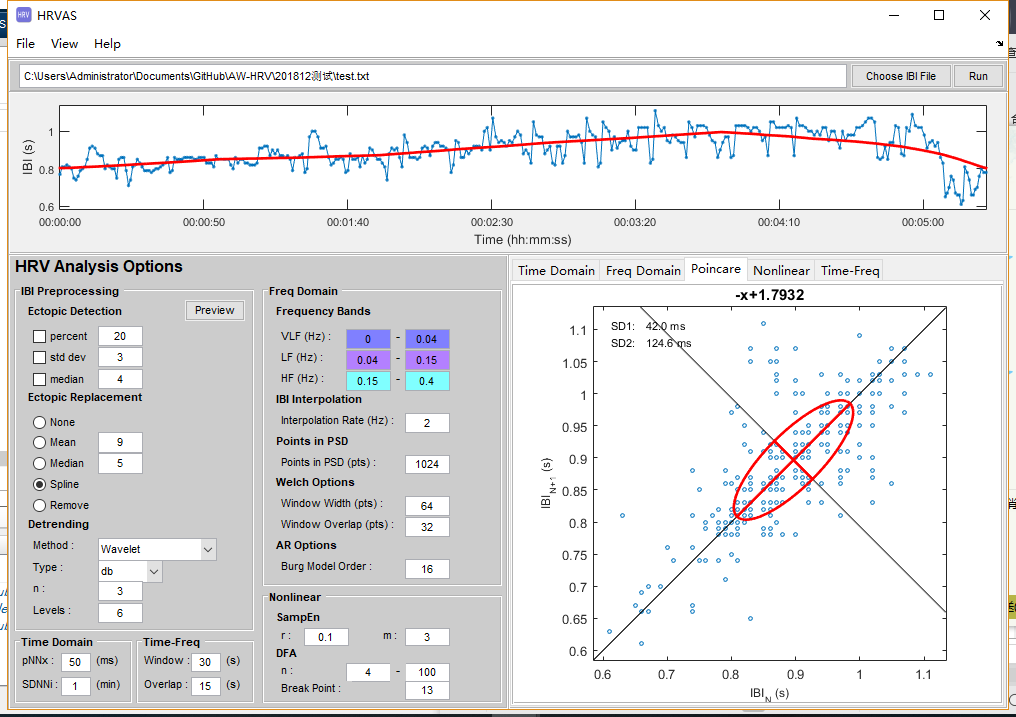 HRV HRVAS
File View Help
C:\Users\Administrator\Documents\GitHub\AW-HRV\201812测试\test.txt Choose IBI File Run
IBI (s)
1
0.8
0.6
00:00:00 00:00:50 00:01:40 00:02:30 00:03:20 00:04:10 00:05:00
Time (hh:mm:ss)
HRV Analysis Options
IBI Preprocessing
Ectopic Detection Preview
percent 20
std dev 3
median 4
Ectopic Replacement
None
Mean 9
Median 5
Spline
Remove
Detrending
Method : Wavelet
Type : db
n : 3
Levels : 6
Time Domain
pNNx : 50 (ms)
SDNNi : 1 (min)
Time-Freq
Window : 30 (s)
Overlap : 15 (s)
Freq Domain
Frequency Bands
VLF (Hz) : 0 - 0.04
LF (Hz) : 0.04 - 0.15
HF (Hz) : 0.15 - 0.4
IBI Interpolation
Interpolation Rate (Hz) : 2
Points in PSD
Points in PSD (pts) : 1024
Welch Options
Window Width (pts) : 64
Window Overlap (pts) : 32
AR Options
Burg Model Order : 16
Nonlinear
SampEn
r : 0.1 m : 3
DFA
n : 4 - 100
Break Point : 13
Time Domain Freq Domain Poincare Nonlinear Time-Freq
-x+1.7932
SD1: 42.0 ms
SD2: 124.6 ms
IBI N+1 (s)
1.1
1.05
1
0.95
0.9
0.85
0.8
0.75
0.7
0.65
0.6
0.6 0.7 0.8 0.9 1 1.1
IBI N (s)